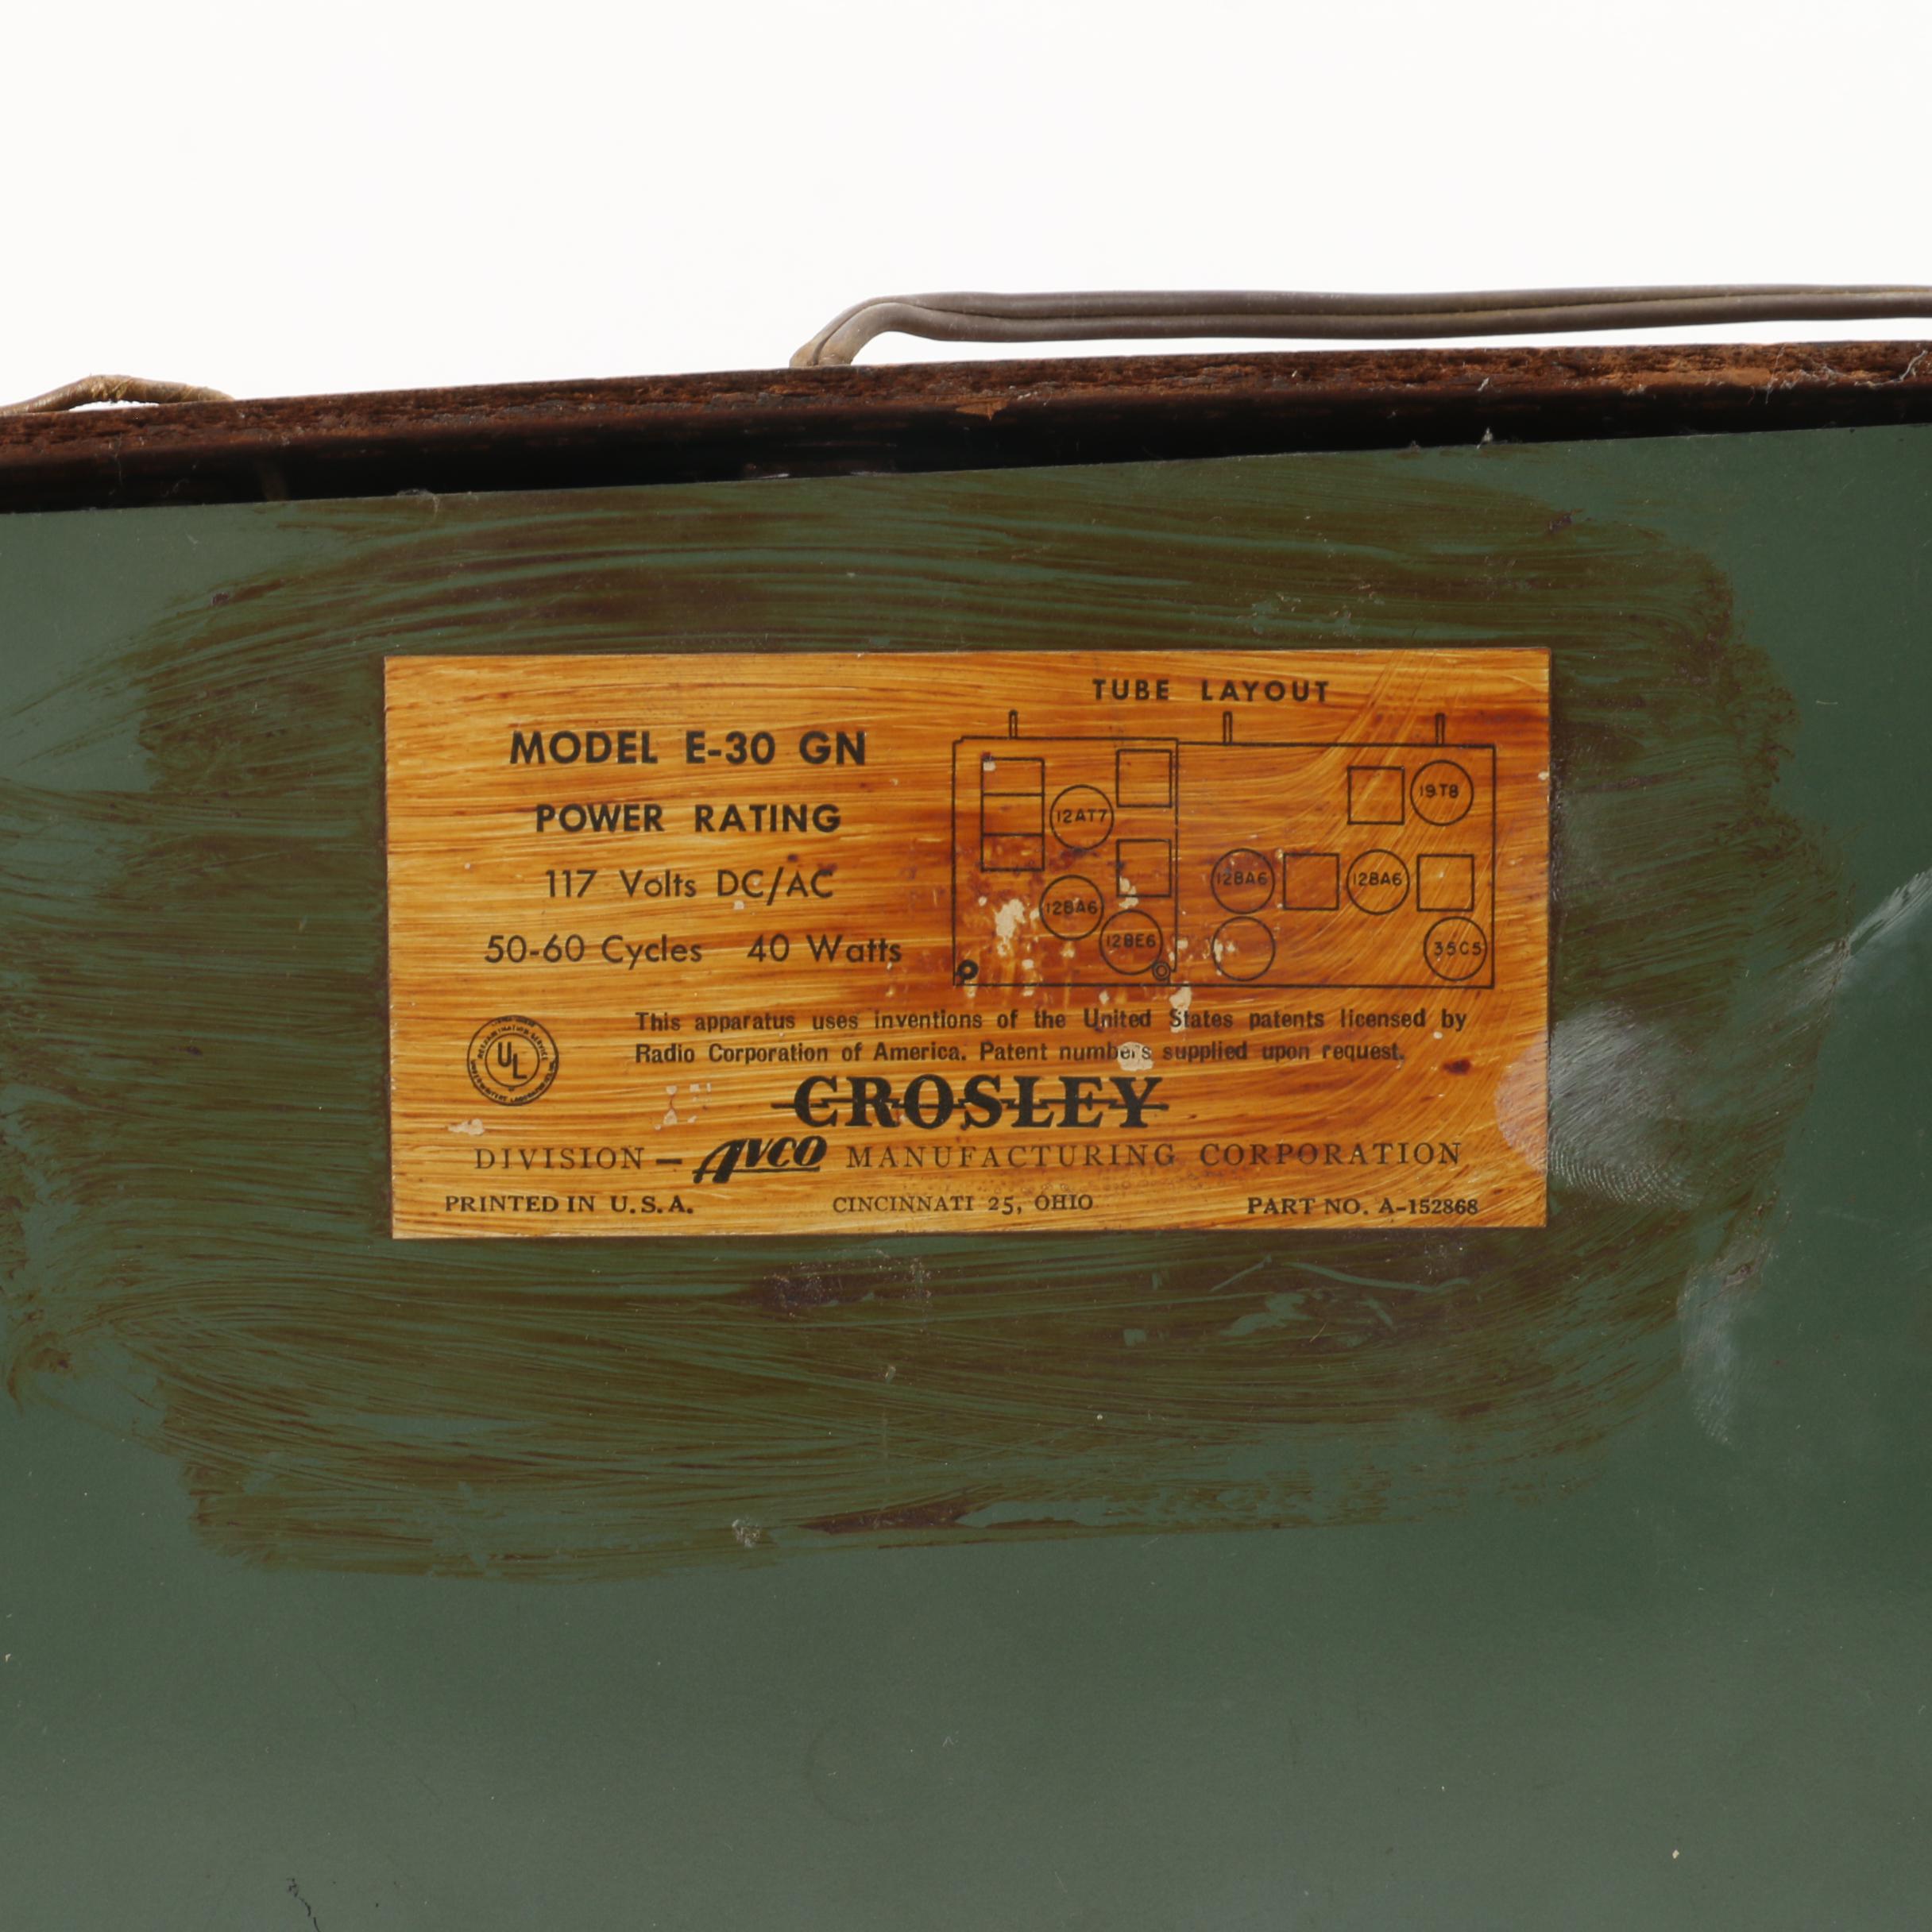 TUBE LAYOUT
MODEL E-30 GN
POWER RATING
117 Volts DC/AC
50-60 Cycles 40 Watts
19T8
12AT7
12BA6
12BA6
12BA6
12BE6
35C5
This apparatus uses inventions of the United States patents licensed by
Radio Corporation of America. Patent numbers supplied upon request.
UL
CROSLEY
DIVISION – AVCO MANUFACTURING CORPORATION
PRINTED IN U.S.A. CINCINNATI 25, OHIO PART NO. A-152868